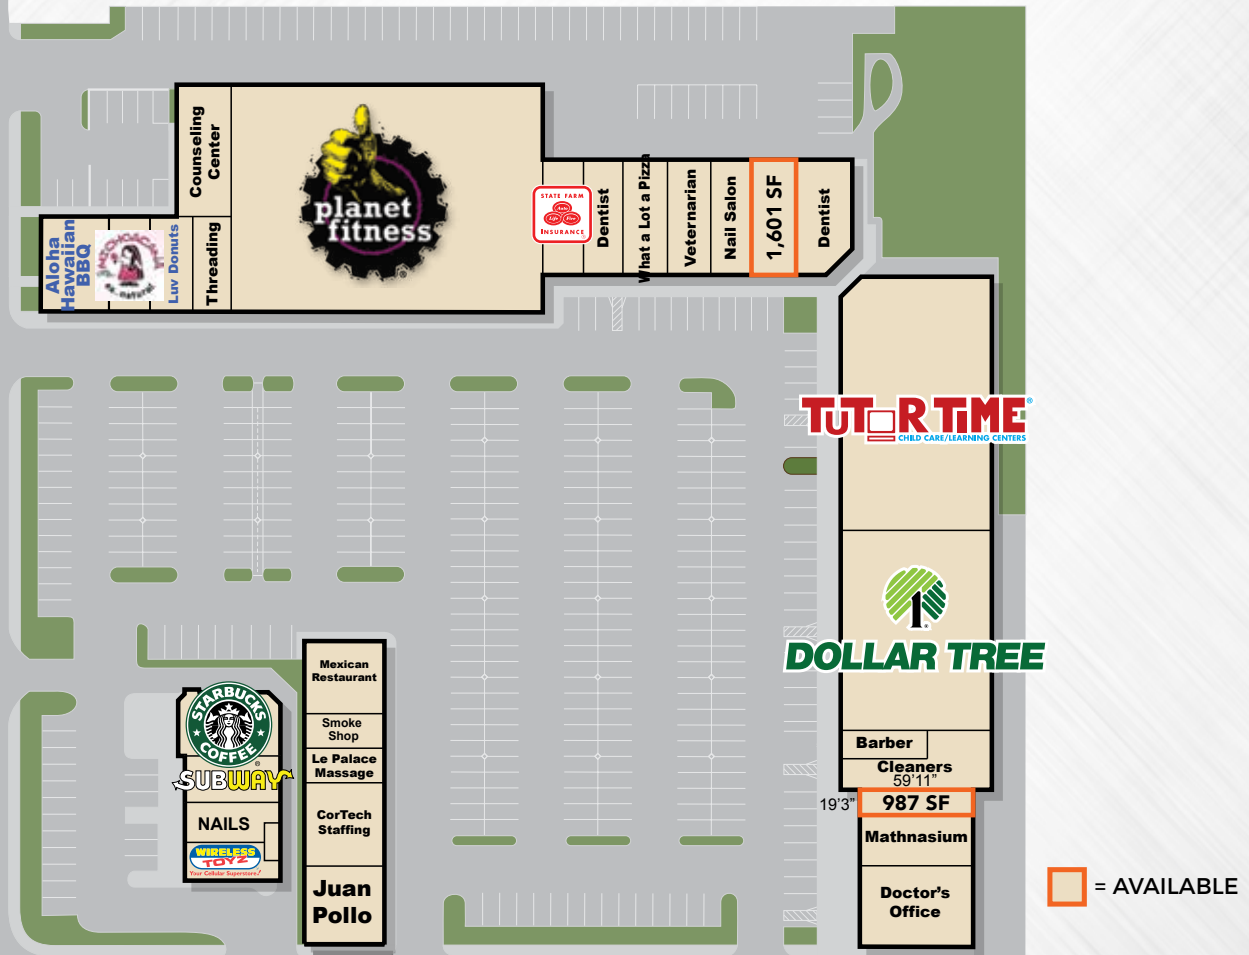 Counseling
Center
planet
fitness
®
STATE FARM
Auto
Life Fire
INSURANCE
®
Dentist
What a Lot a Pizza
Veternarian
Nail Salon
1,601 SF
Dentist
Aloha
Hawaiian
BBQ
MICHOACANA
es...natural
Luv Donuts
Threading
TUTOR TIME®
CHILD CARE/LEARNING CENTERS
DOLLAR TREE
®
Mexican
Restaurant
Smoke
Shop
Le Palace
Massage
CorTech
Staffing
Juan
Pollo
STARBUCKS
COFFEE
®
SUBWAY
NAILS
WIRELESS
TOYZ
Your Cellular Superstore!
Barber
Cleaners
59'11"
19'3"
987 SF
Mathnasium
Doctor's
Office
= AVAILABLE